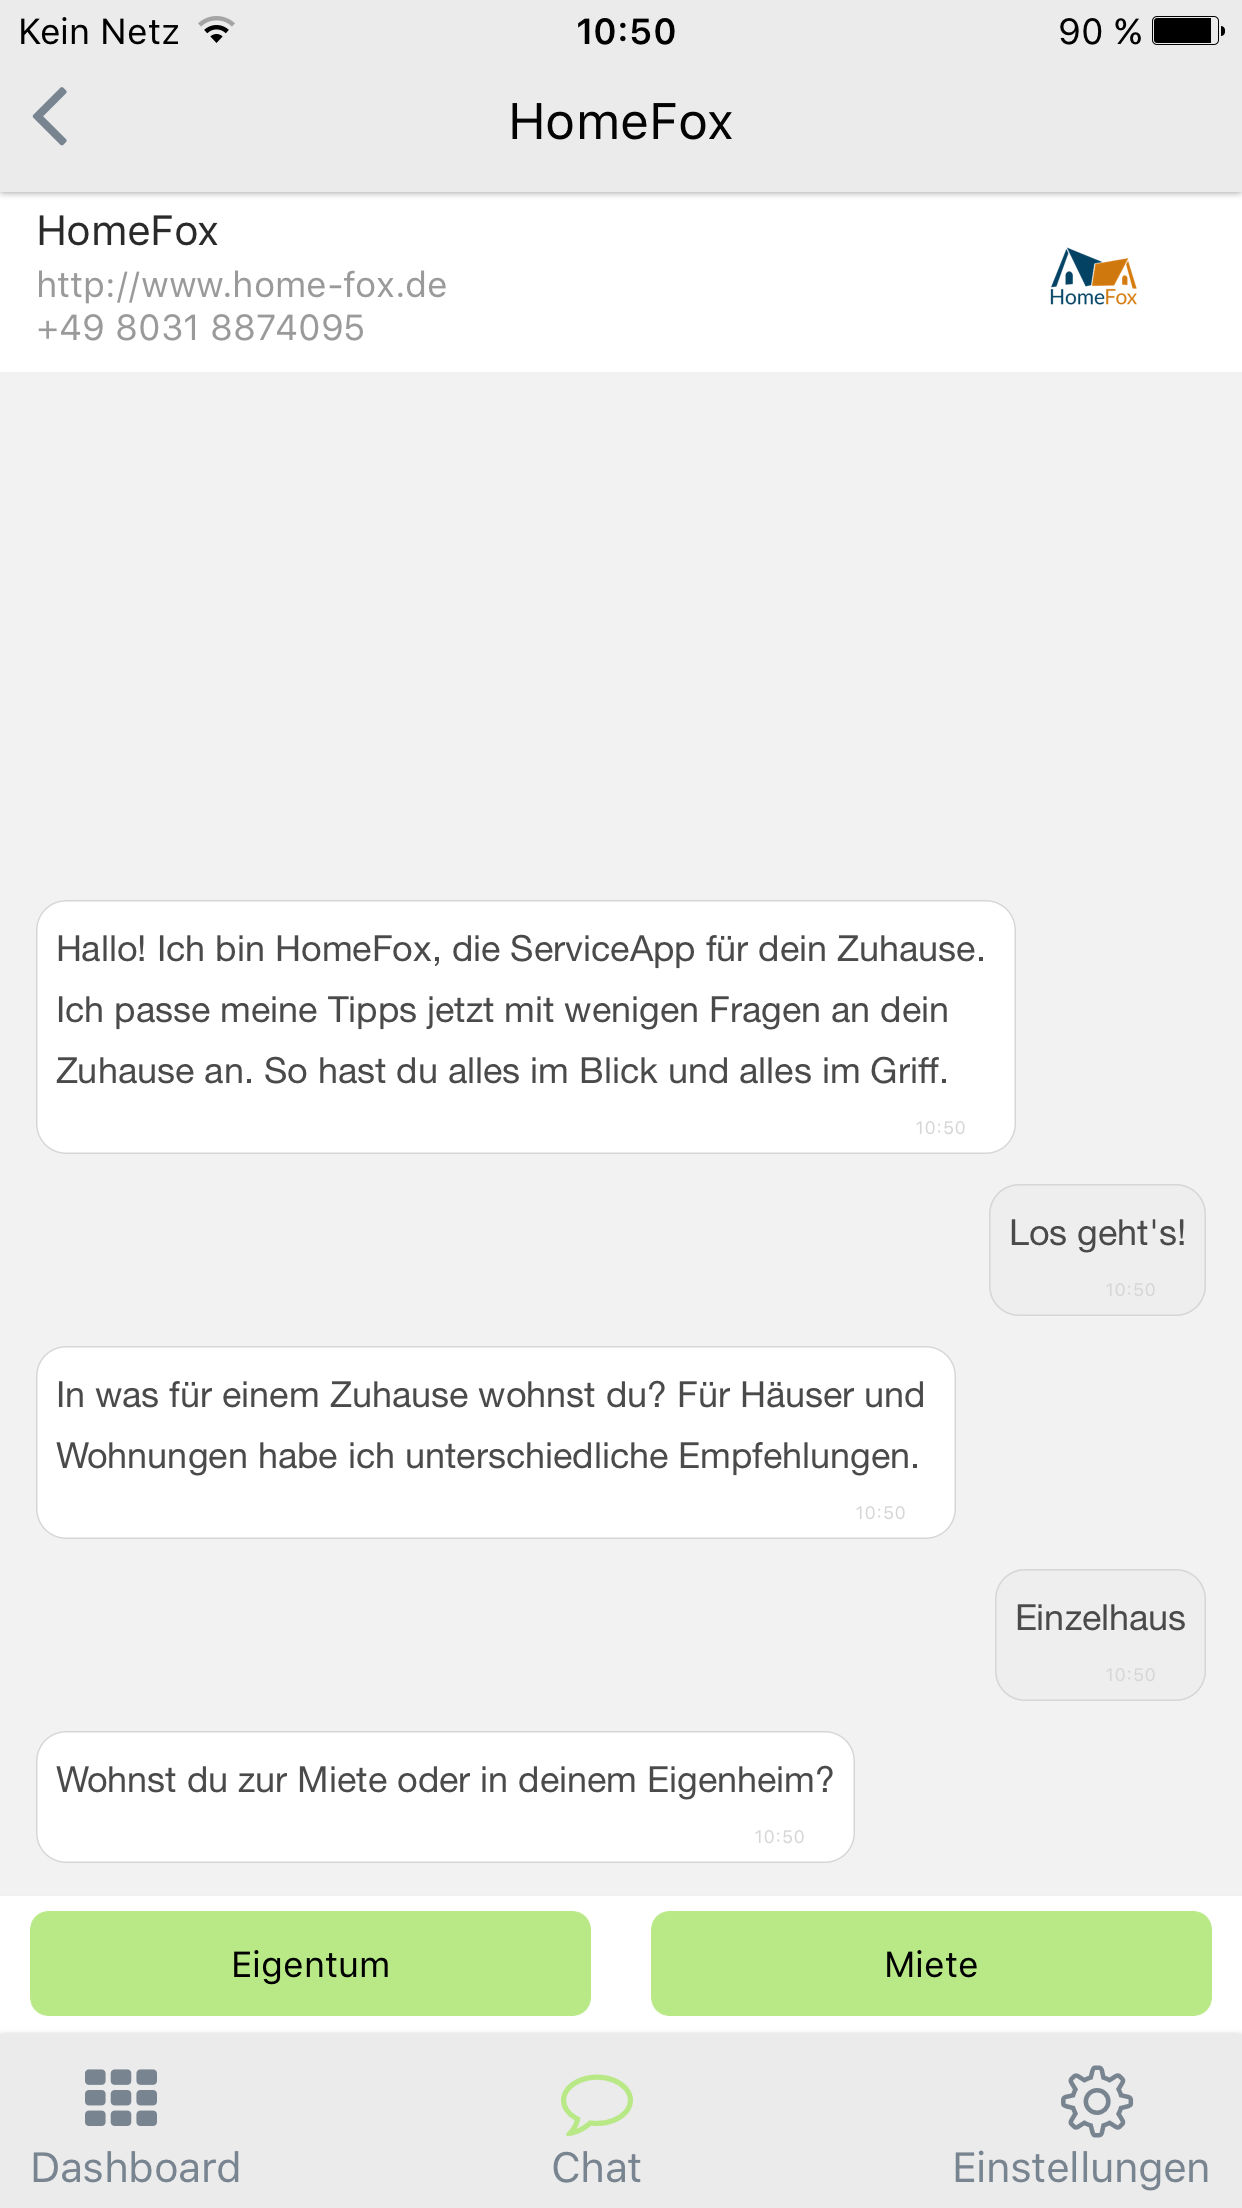 Kein Netz 10:50 90 %
HomeFox
HomeFox
http://www.home-fox.de
+49 8031 8874095
HomeFox
Hallo! Ich bin HomeFox, die ServiceApp für dein Zuhause.
Ich passe meine Tipps jetzt mit wenigen Fragen an dein
Zuhause an. So hast du alles im Blick und alles im Griff.
10:50
Los geht's!
10:50
In was für einem Zuhause wohnst du? Für Häuser und
Wohnungen habe ich unterschiedliche Empfehlungen.
10:50
Einzelhaus
10:50
Wohnst du zur Miete oder in deinem Eigenheim?
10:50
Eigentum Miete
Dashboard Chat Einstellungen